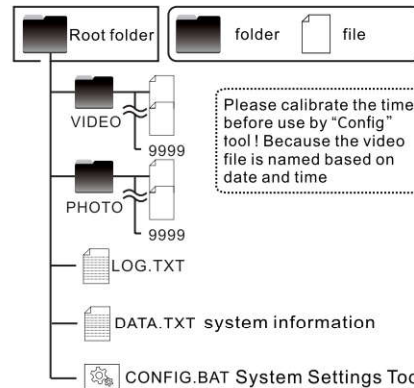 Root folder
folder
file
VIDEO
9999
Please calibrate the time
before use by “Config”
tool ! Because the video
file is named based on
date and time
PHOTO
9999
LOG.TXT
DATA.TXT system information
CONFIG.BAT System Settings Too